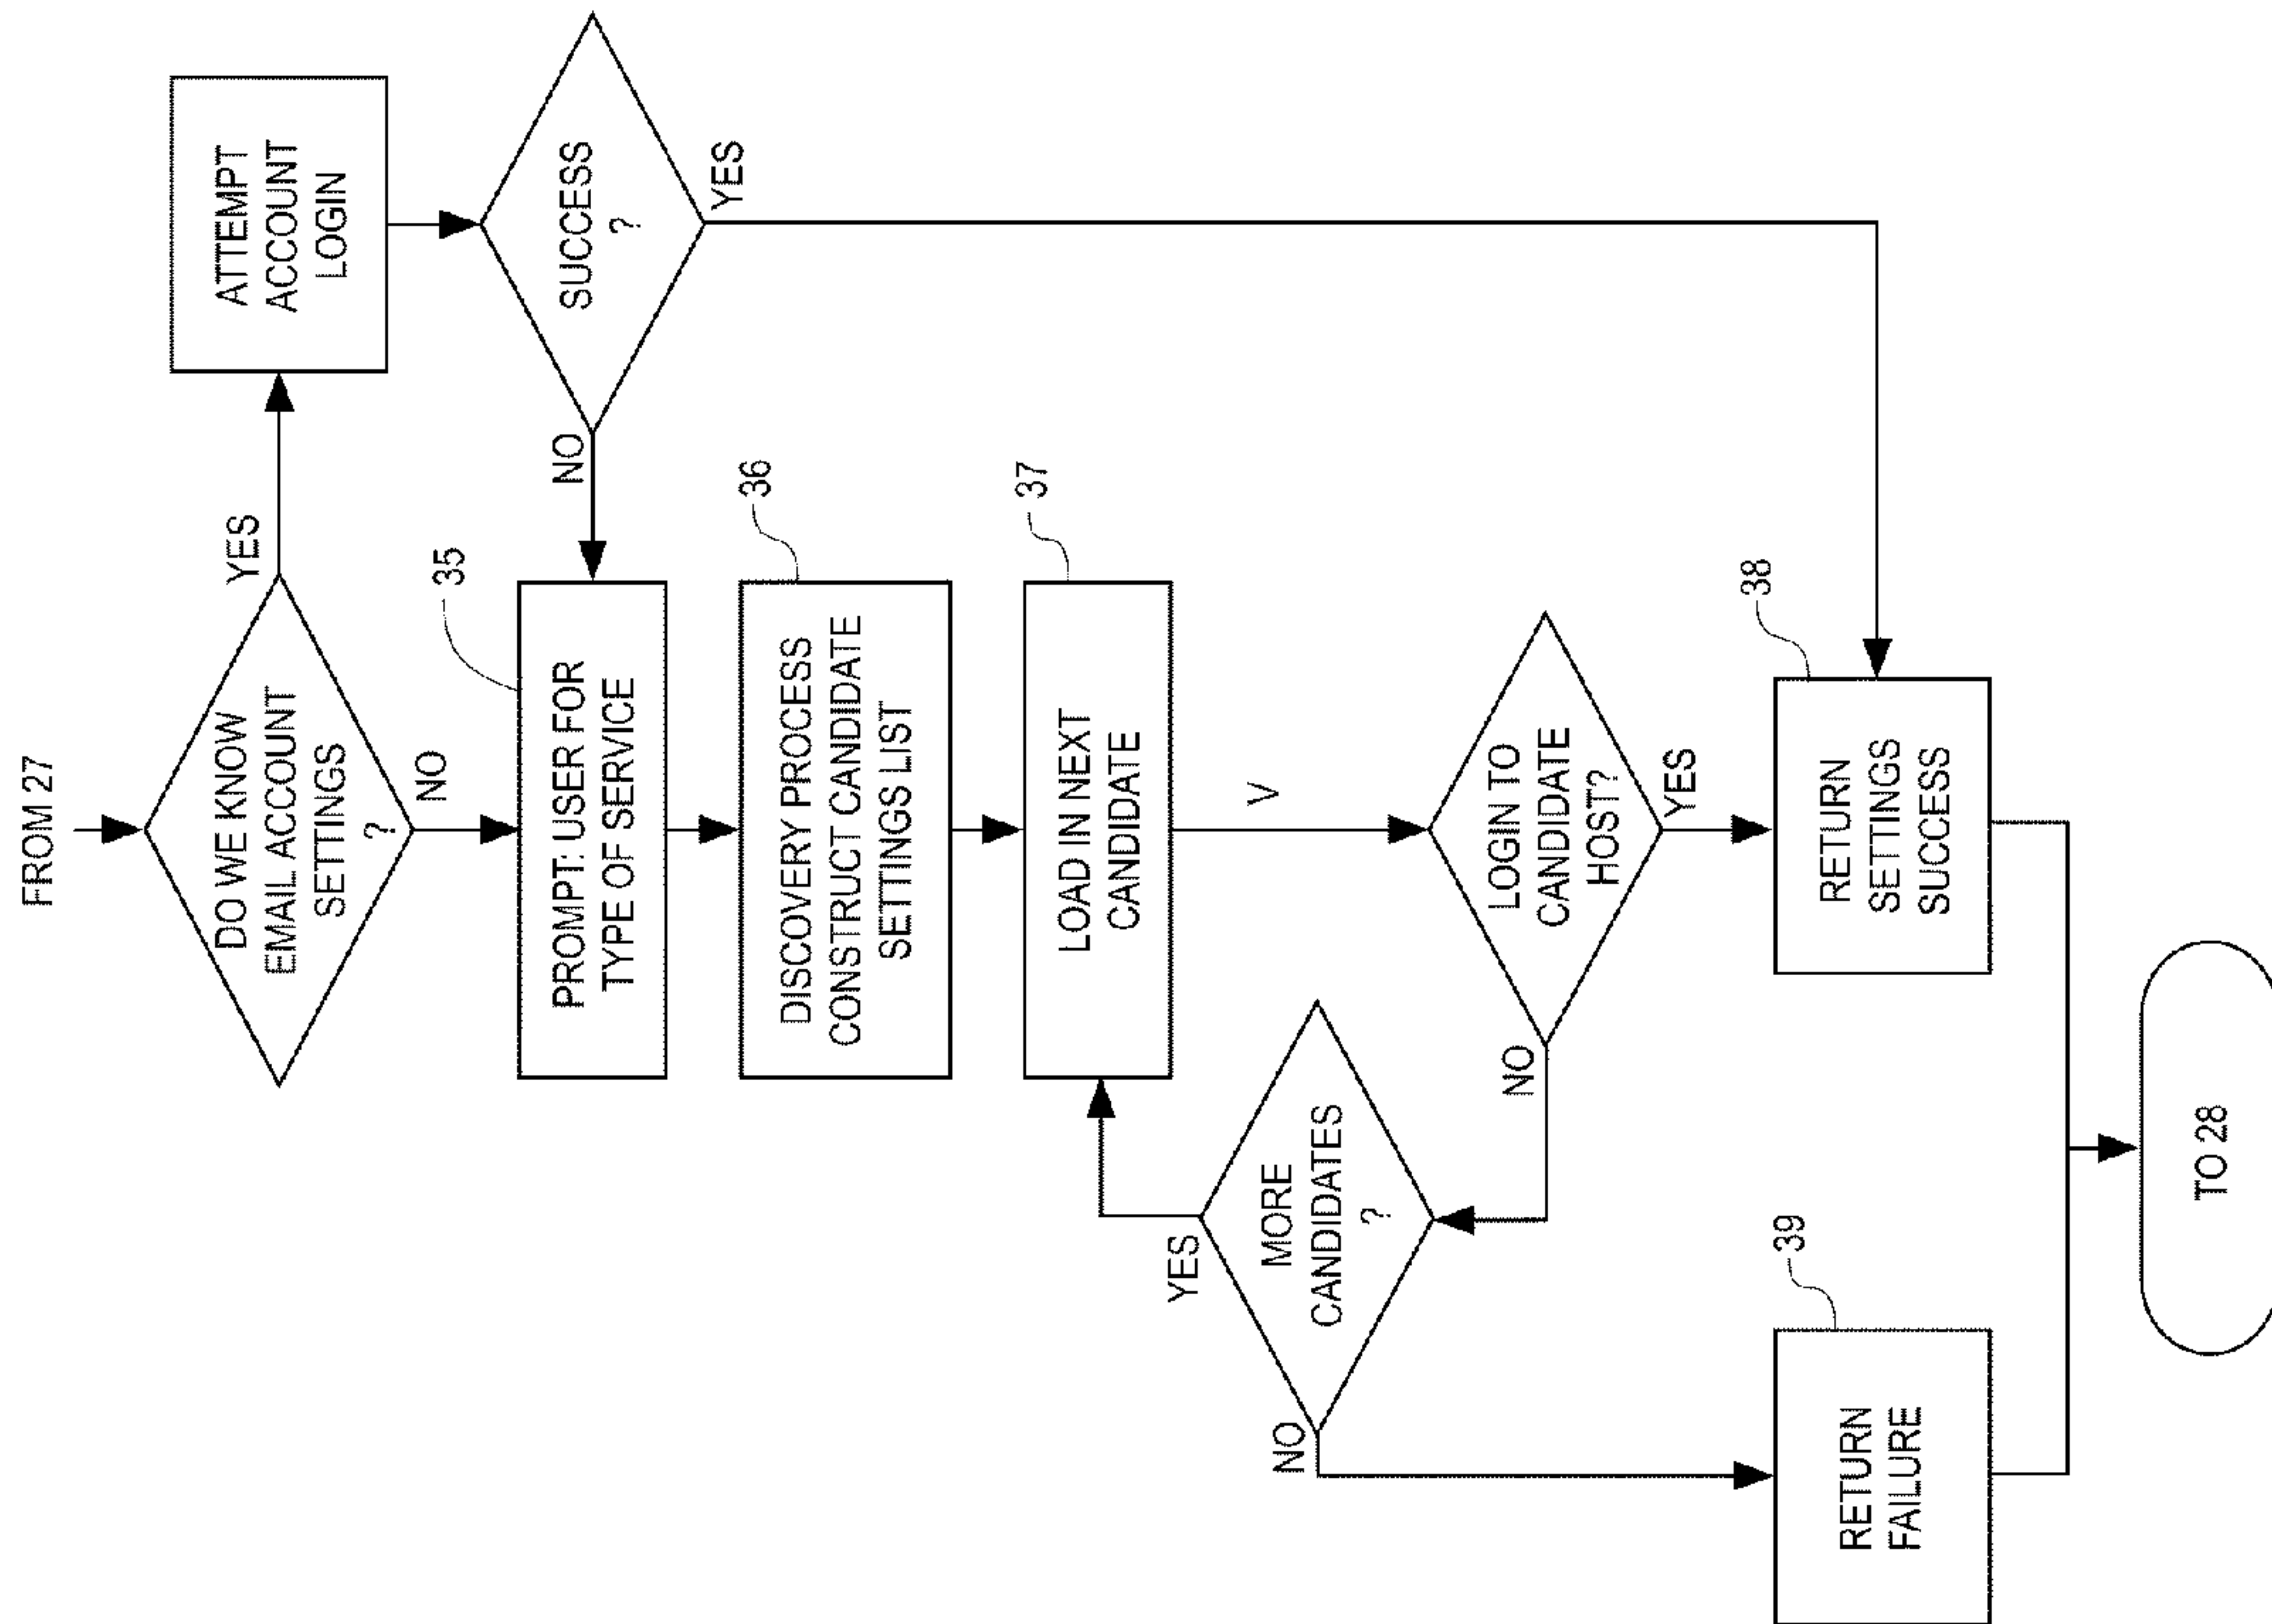 FROM 27
DO WE KNOW
EMAIL ACCOUNT
SETTINGS
?
YES
NO
ATTEMPT
ACCOUNT
LOGIN
SUCCESS
?
NO
YES
35
PROMPT: USER FOR
TYPE OF SERVICE
36
DISCOVERY PROCESS
CONSTRUCT CANDIDATE
SETTINGS LIST
37
LOAD IN NEXT
CANDIDATE
V
LOGIN TO
CANDIDATE
HOST?
NO
YES
MORE
CANDIDATES
?
YES
NO
38
RETURN
SETTINGS
SUCCESS
39
RETURN
FAILURE
TO 28